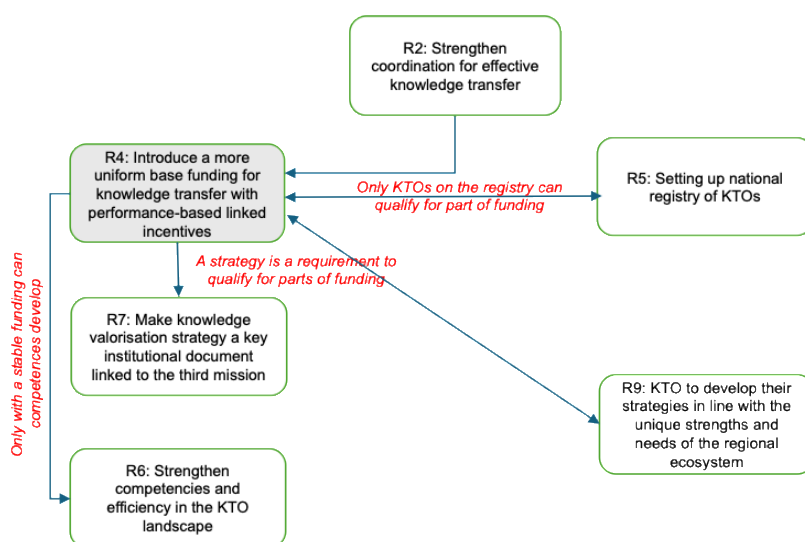 R2: Strengthen
coordination for effective
knowledge transfer
R4: Introduce a more
uniform base funding for
knowledge transfer with
performance-based linked
incentives
Only KTOs on the registry can
qualify for part of funding
R5: Setting up national
registry of KTOs
A strategy is a requirement to
qualify for parts of funding
Only with a stable funding can
competences develop
R7: Make knowledge
valorisation strategy a key
institutional document
linked to the third mission
R9: KTO to develop their
strategies in line with the
unique strengths and
needs of the regional
ecosystem
R6: Strengthen
competencies and
efficiency in the KTO
landscape